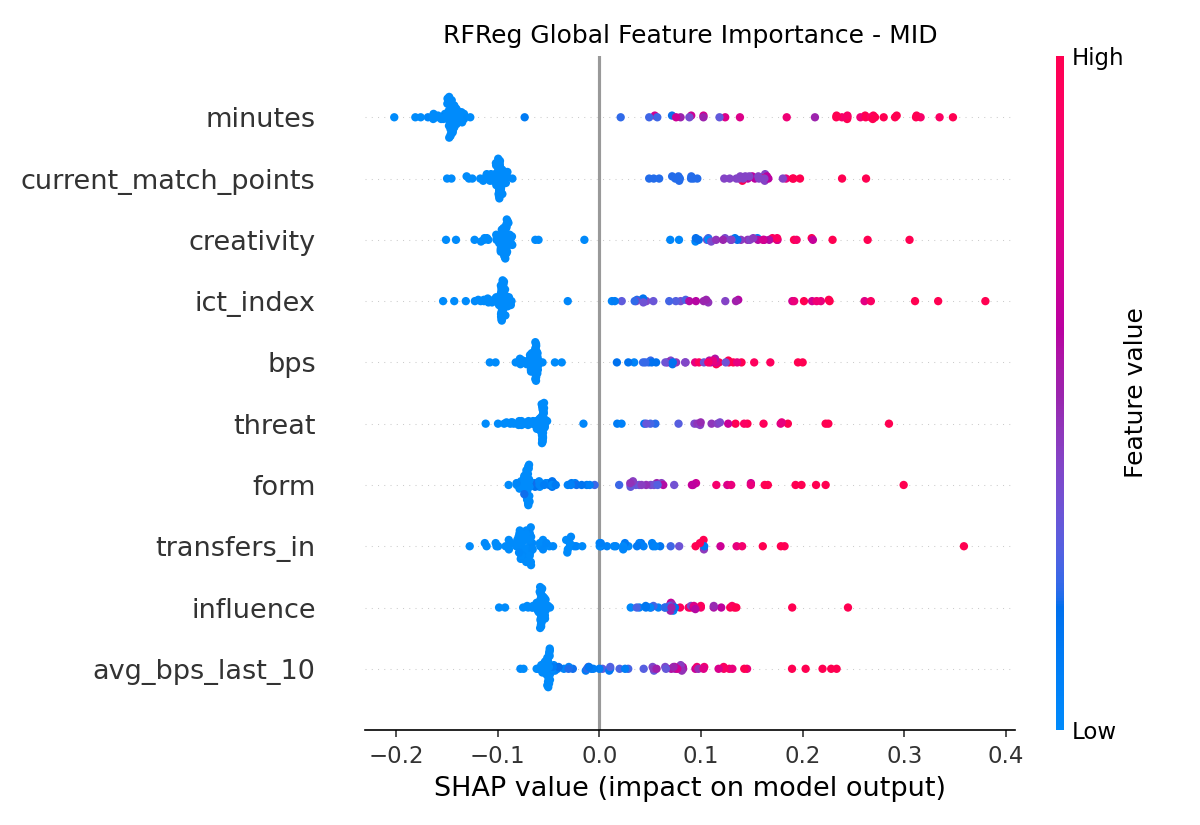 RFReg Global Feature Importance - MID
High
minutes
current_match_points
creativity
ict_index
bps
threat
form
transfers_in
influence
avg_bps_last_10
Feature value
Low
−0.2 −0.1 0.0 0.1 0.2 0.3 0.4
SHAP value (impact on model output)